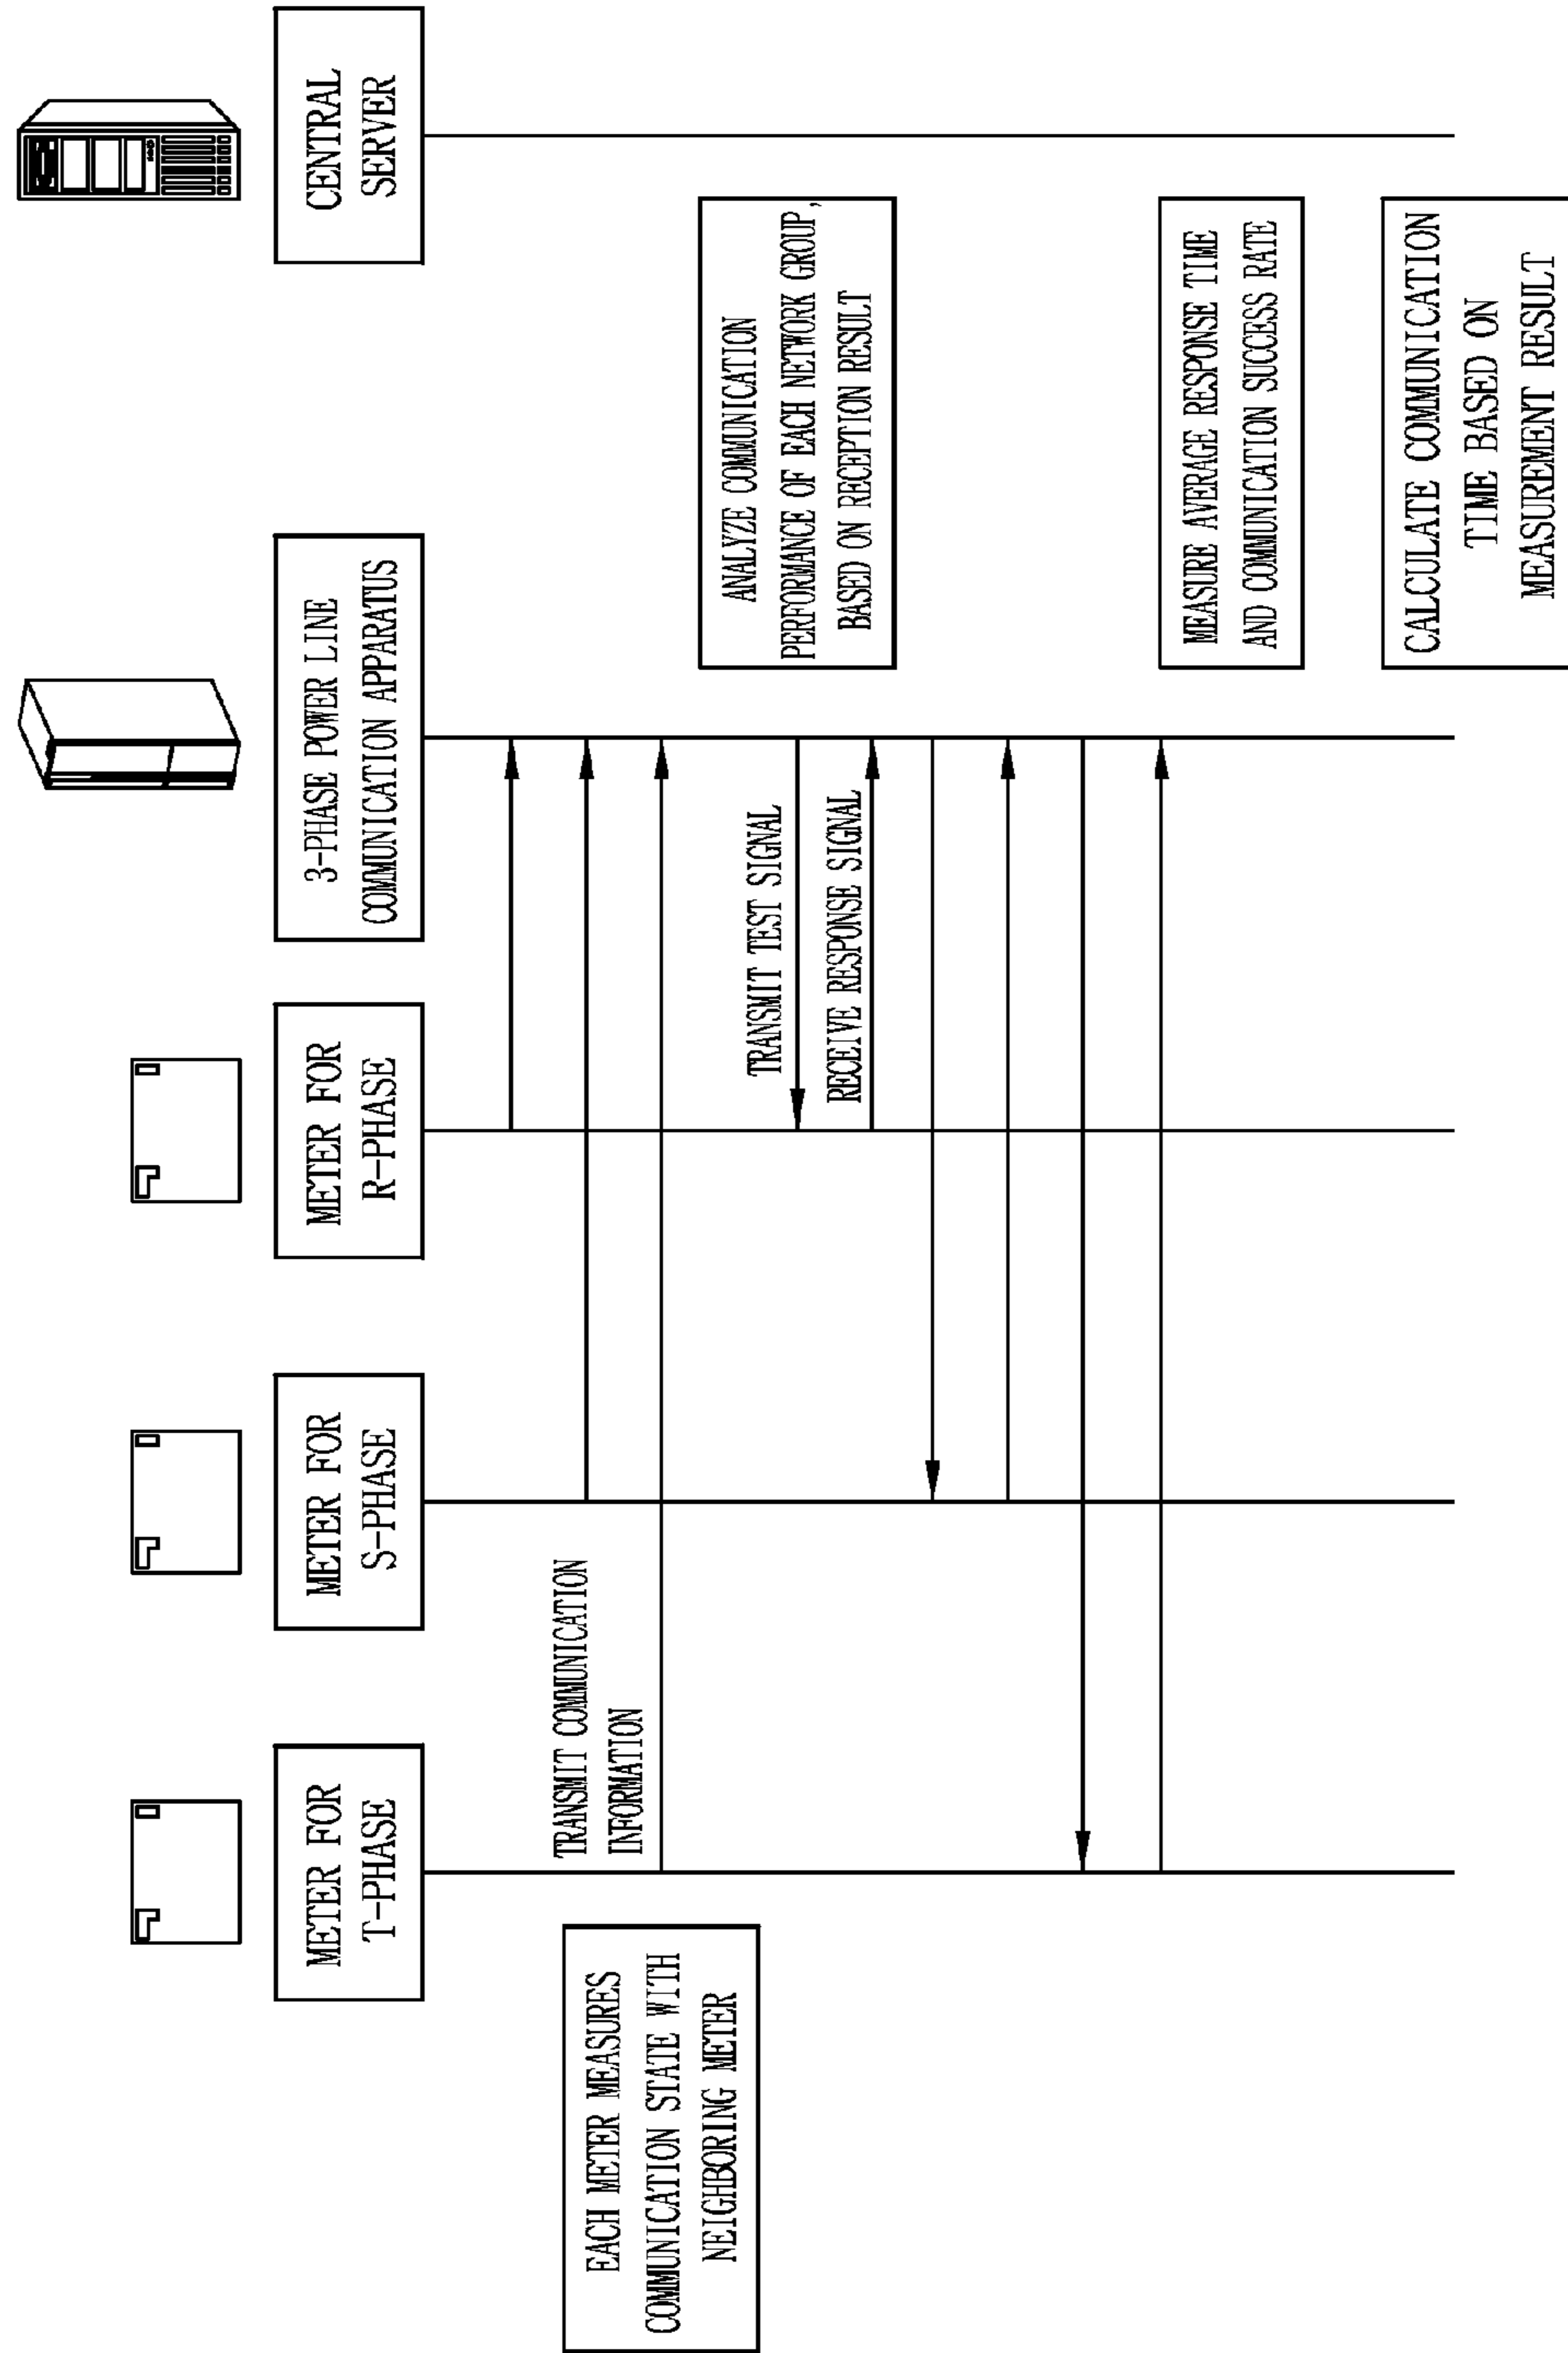 METER FOR
T-PHASE
METER FOR
S-PHASE
METER FOR
R-PHASE
3-PHASE POWER LINE
COMMUNICATION APPARATUS
CENTRAL
SERVER
EACH METER MEASURES
COMMUNICATION STATE WITH
NEIGHBORING METER
TRANSMIT COMMUNICATION
INFORMATION
ANALYZE COMMUNICATION
PERFORMANCE OF EACH NETWORK GROUP,
BASED ON RECEPTION RESULT
TRANSMIT TEST SIGNAL
RECEIVE RESPONSE SIGNAL
MEASURE AVERAGE RESPONSE TIME
AND COMMUNICATION SUCCESS RATE
CALCULATE COMMUNICATION
TIME BASED ON
MEASUREMENT RESULT